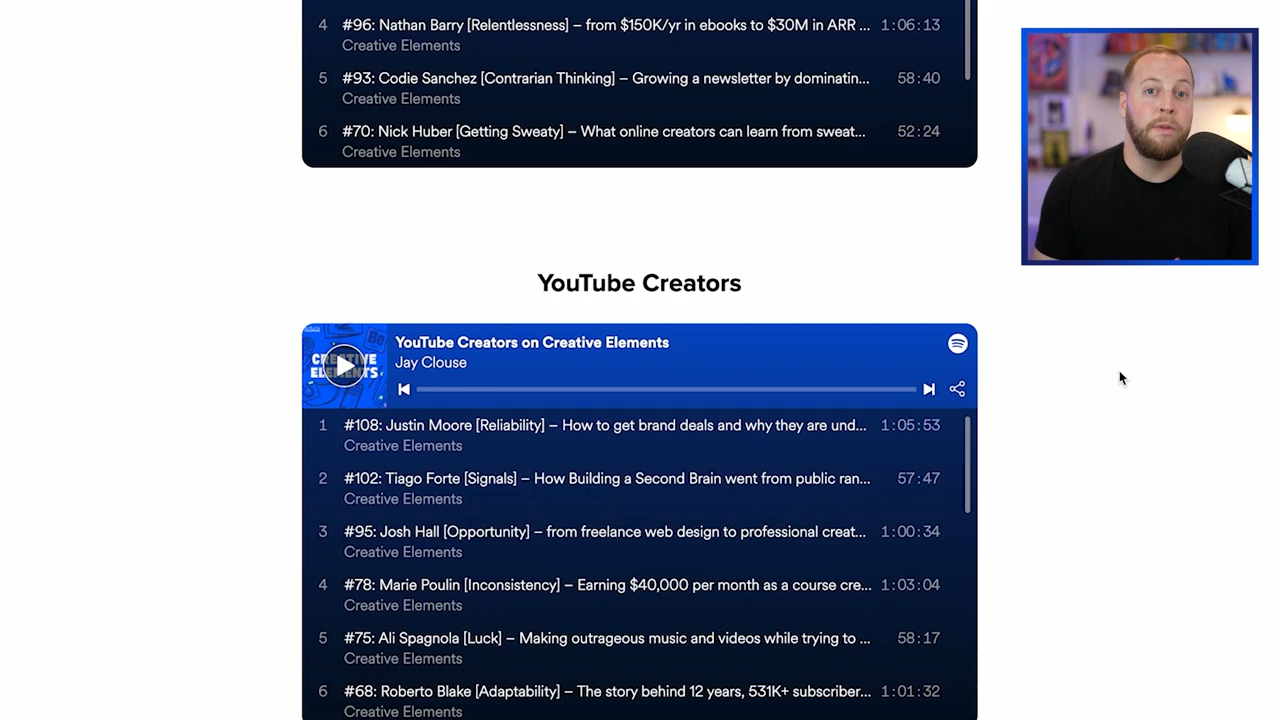 4 #96: Nathan Barry [Relentlessness] – from $150K/yr in ebooks to $30M in ARR ... 1:06:13
Creative Elements
5 #93: Codie Sanchez [Contrarian Thinking] – Growing a newsletter by dominatin... 58:40
Creative Elements
6 #70: Nick Huber [Getting Sweaty] – What online creators can learn from sweat... 52:24
Creative Elements
YouTube Creators
CREATIVE
ELEMENTS
YouTube Creators on Creative Elements
Jay Clouse
1 #108: Justin Moore [Reliability] – How to get brand deals and why they are und... 1:05:53
Creative Elements
2 #102: Tiago Forte [Signals] – How Building a Second Brain went from public ran... 57:47
Creative Elements
3 #95: Josh Hall [Opportunity] – from freelance web design to professional creat... 1:00:34
Creative Elements
4 #78: Marie Poulin [Inconsistency] – Earning $40,000 per month as a course cre... 1:03:04
Creative Elements
5 #75: Ali Spagnola [Luck] – Making outrageous music and videos while trying to ... 58:17
Creative Elements
6 #68: Roberto Blake [Adaptability] – The story behind 12 years, 531K+ subscriber... 1:01:32
Creative Elements